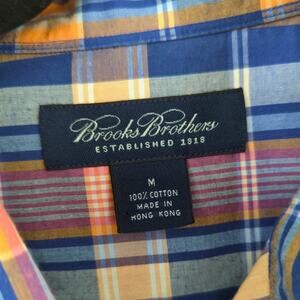 Brooks Brothers
ESTABLISHED 1818
M
100% COTTON
MADE IN
HONG KONG